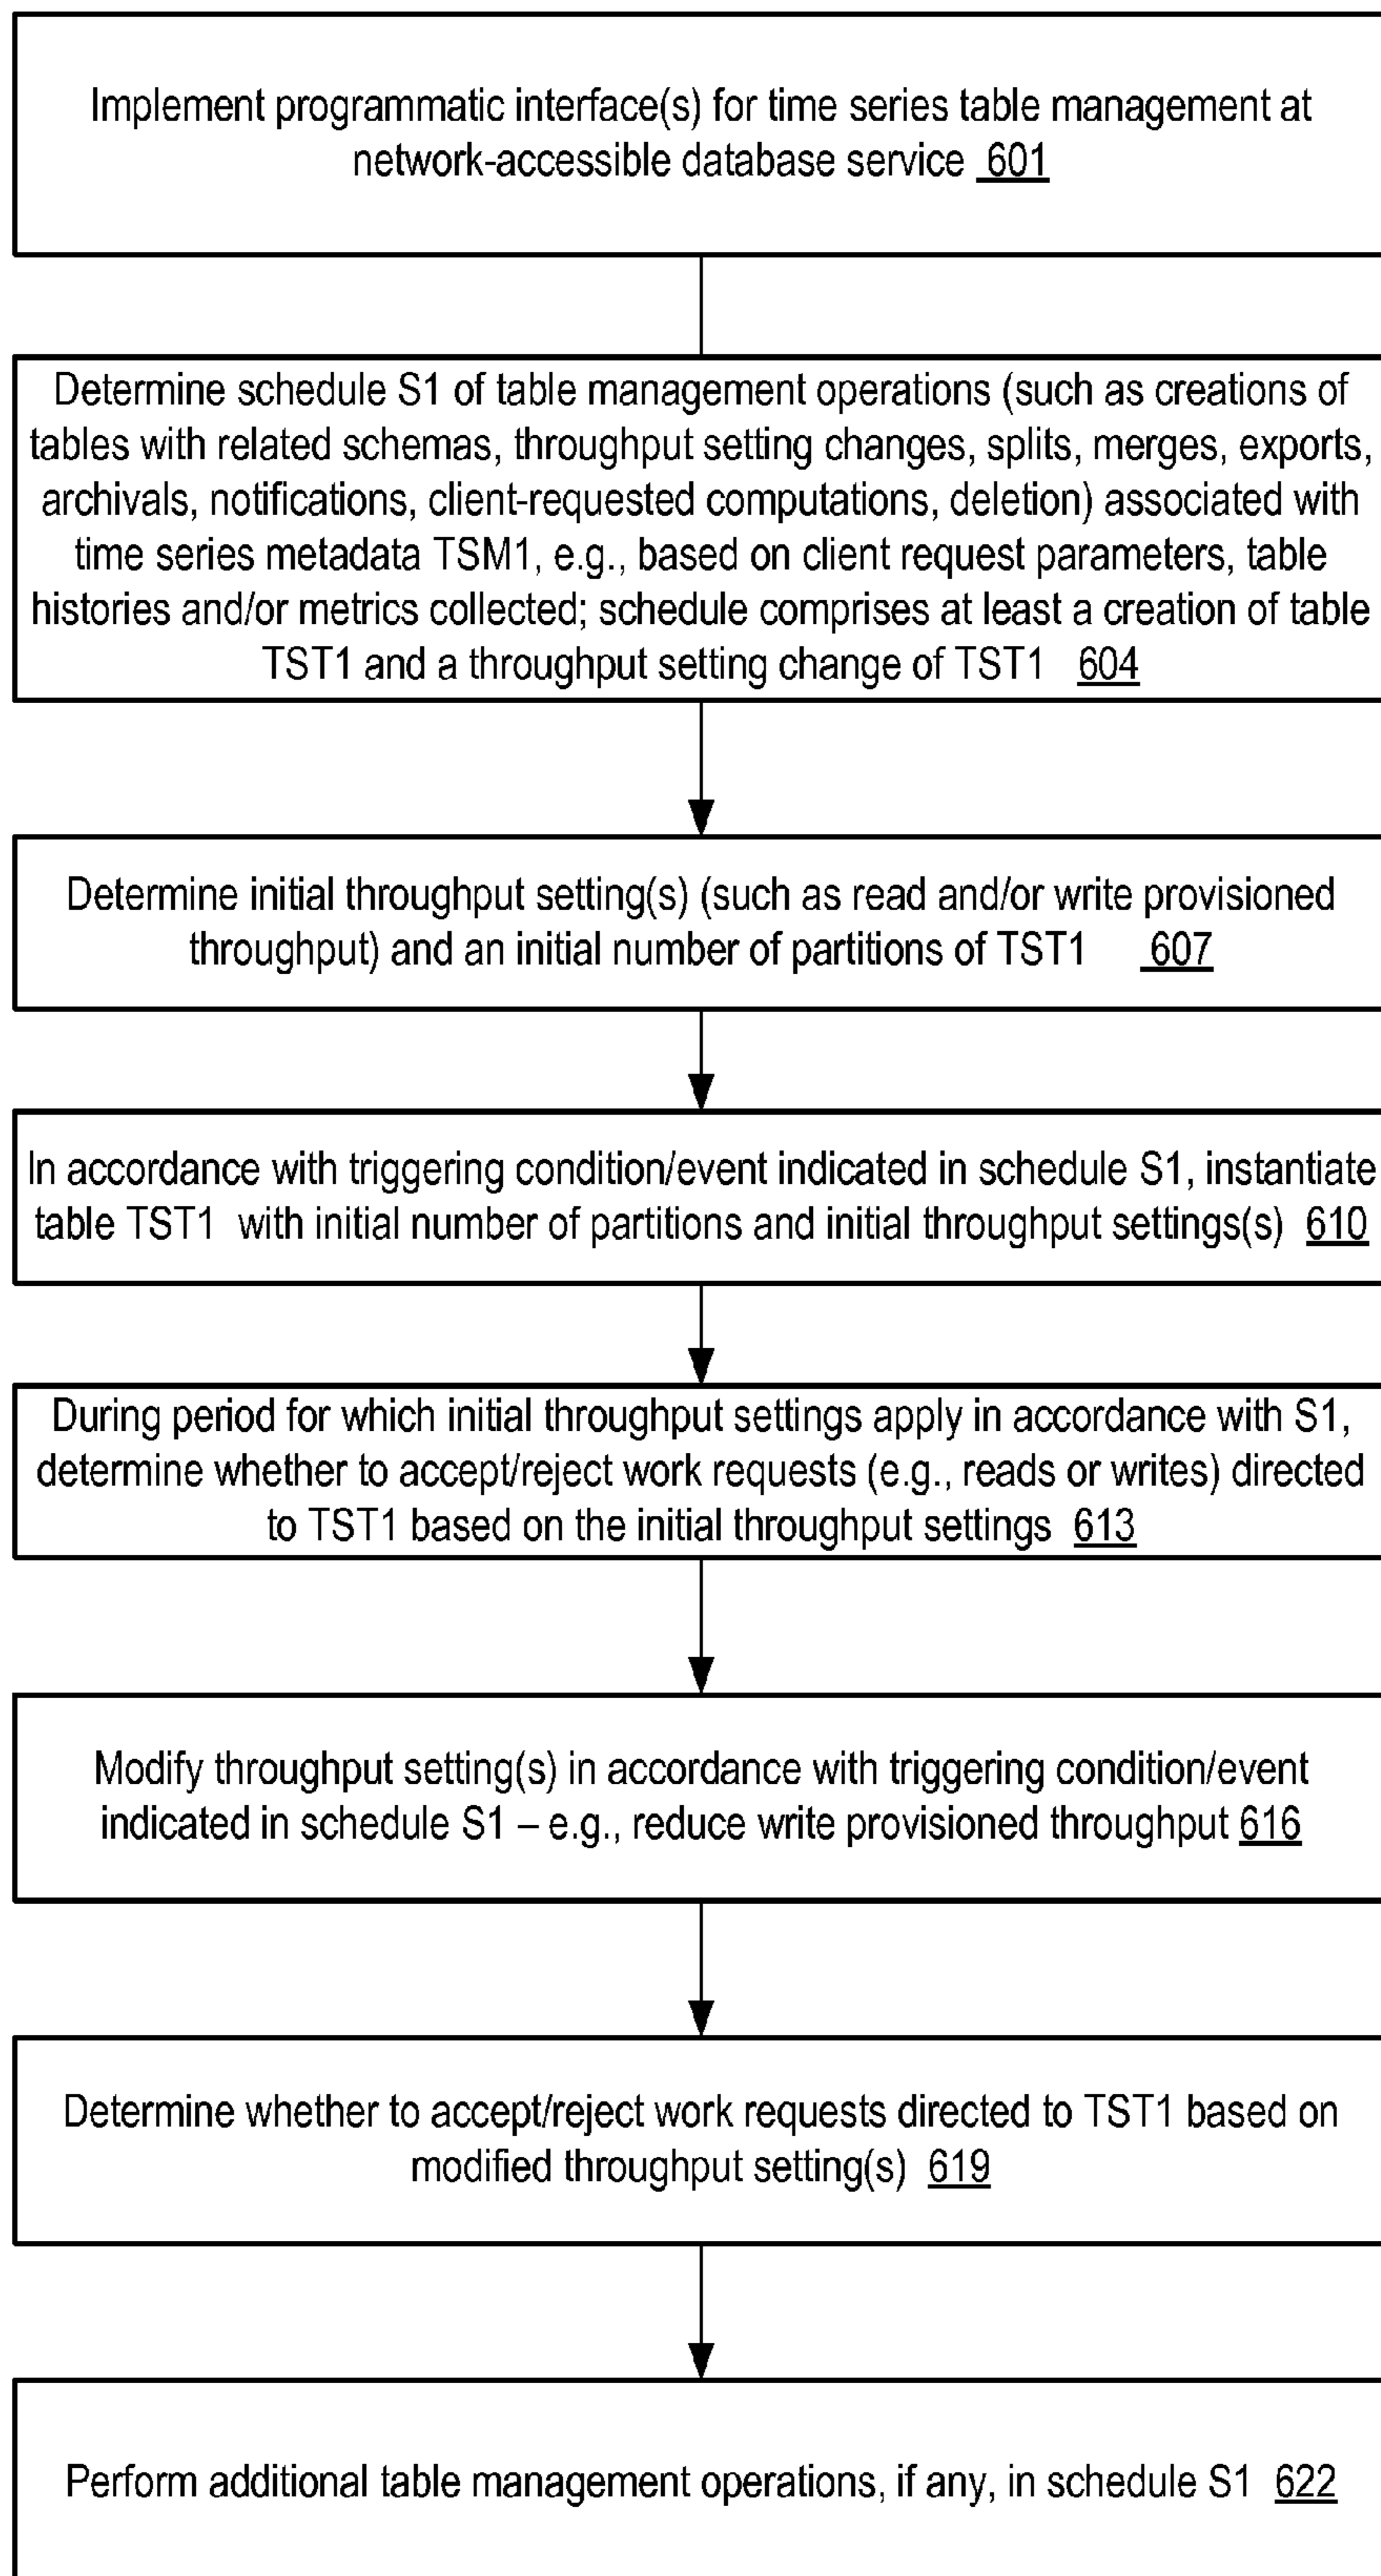 Implement programmatic interface(s) for time series table management at
network-accessible database service 601
Determine schedule S1 of table management operations (such as creations of
tables with related schemas, throughput setting changes, splits, merges, exports,
archivals, notifications, client-requested computations, deletion) associated with
time series metadata TSM1, e.g., based on client request parameters, table
histories and/or metrics collected; schedule comprises at least a creation of table
TST1 and a throughput setting change of TST1 604
Determine initial throughput setting(s) (such as read and/or write provisioned
throughput) and an initial number of partitions of TST1 607
In accordance with triggering condition/event indicated in schedule S1, instantiate
table TST1 with initial number of partitions and initial throughput settings(s) 610
During period for which initial throughput settings apply in accordance with S1,
determine whether to accept/reject work requests (e.g., reads or writes) directed
to TST1 based on the initial throughput settings 613
Modify throughput setting(s) in accordance with triggering condition/event
indicated in schedule S1 – e.g., reduce write provisioned throughput 616
Determine whether to accept/reject work requests directed to TST1 based on
modified throughput setting(s) 619
Perform additional table management operations, if any, in schedule S1 622